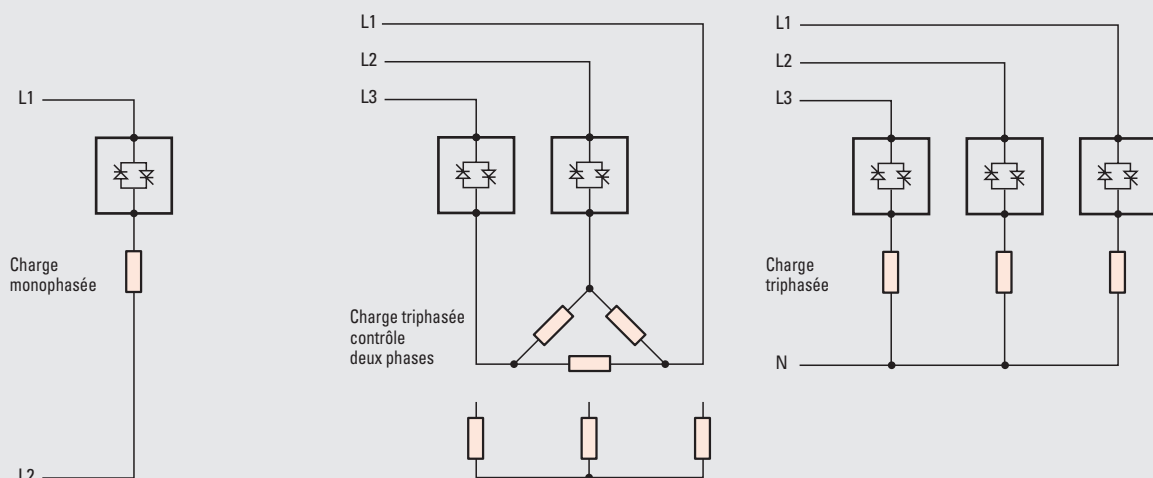 L1
Charge
monophasée
L2
L1
L2
L3
Charge triphasée
contrôle
deux phases
L1
L2
L3
Charge
triphasée
N